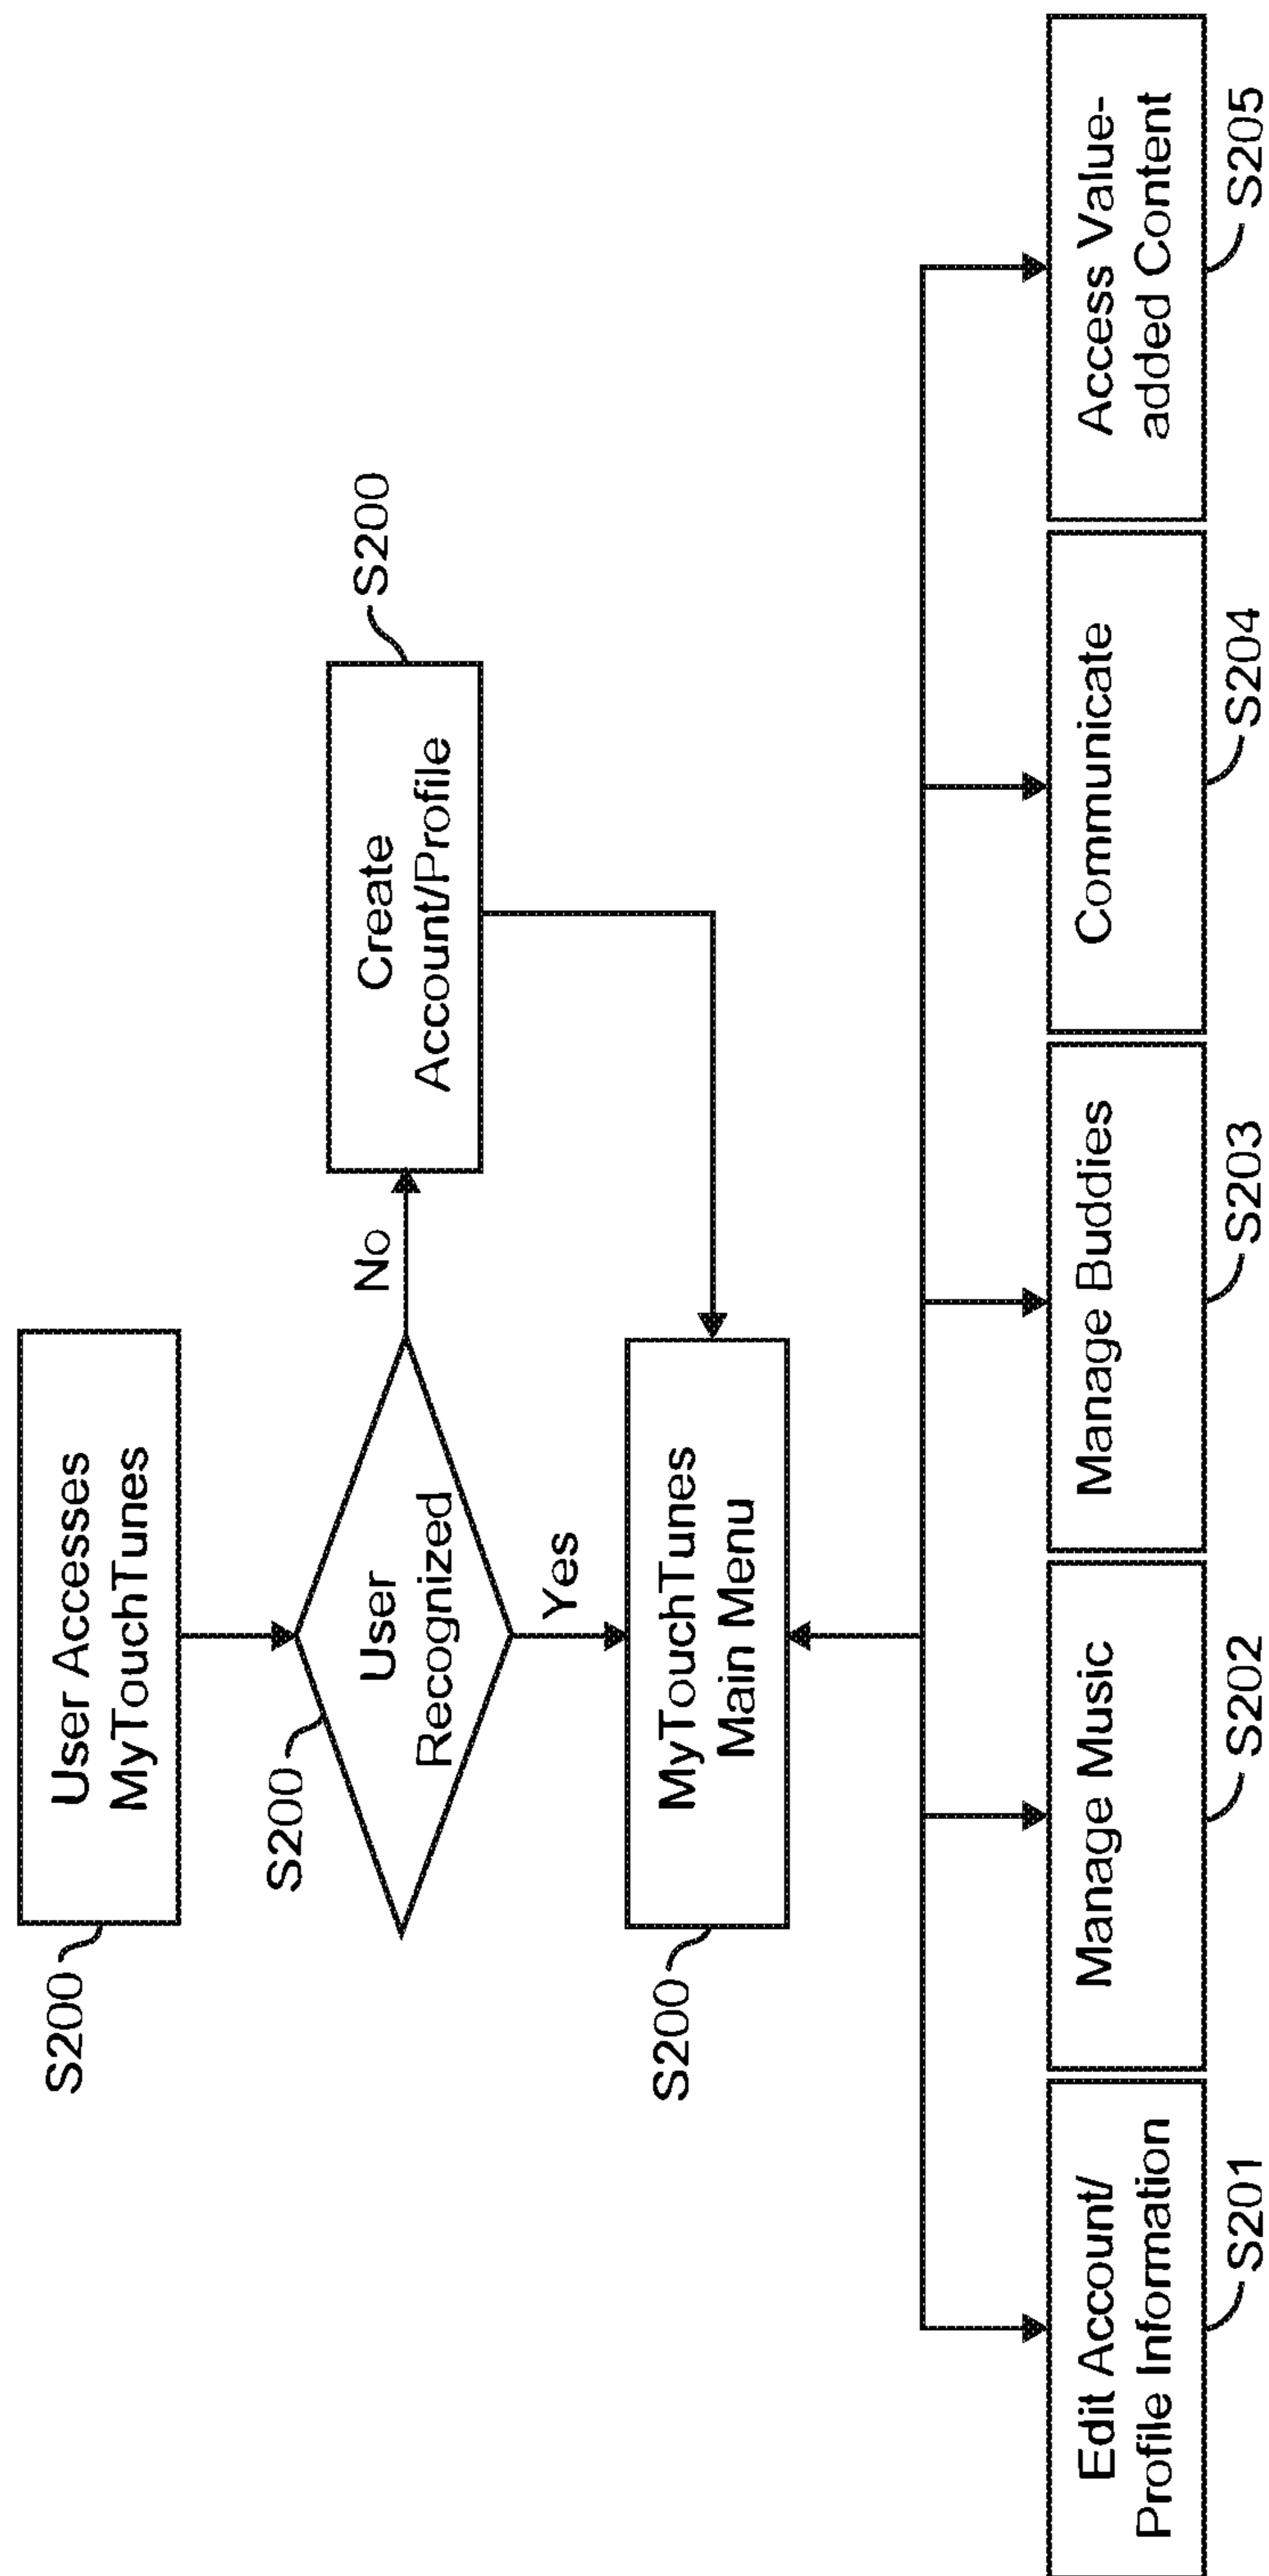 S200
User Accesses
MyTouchTunes
S200
User
Recognized
No
Create
Account/Profile
S200
Yes
S200
MyTouchTunes
Main Menu
Edit Account/
Profile Information
S201
Manage Music
S202
Manage Buddies
S203
Communicate
S204
Access Value-
added Content
S205